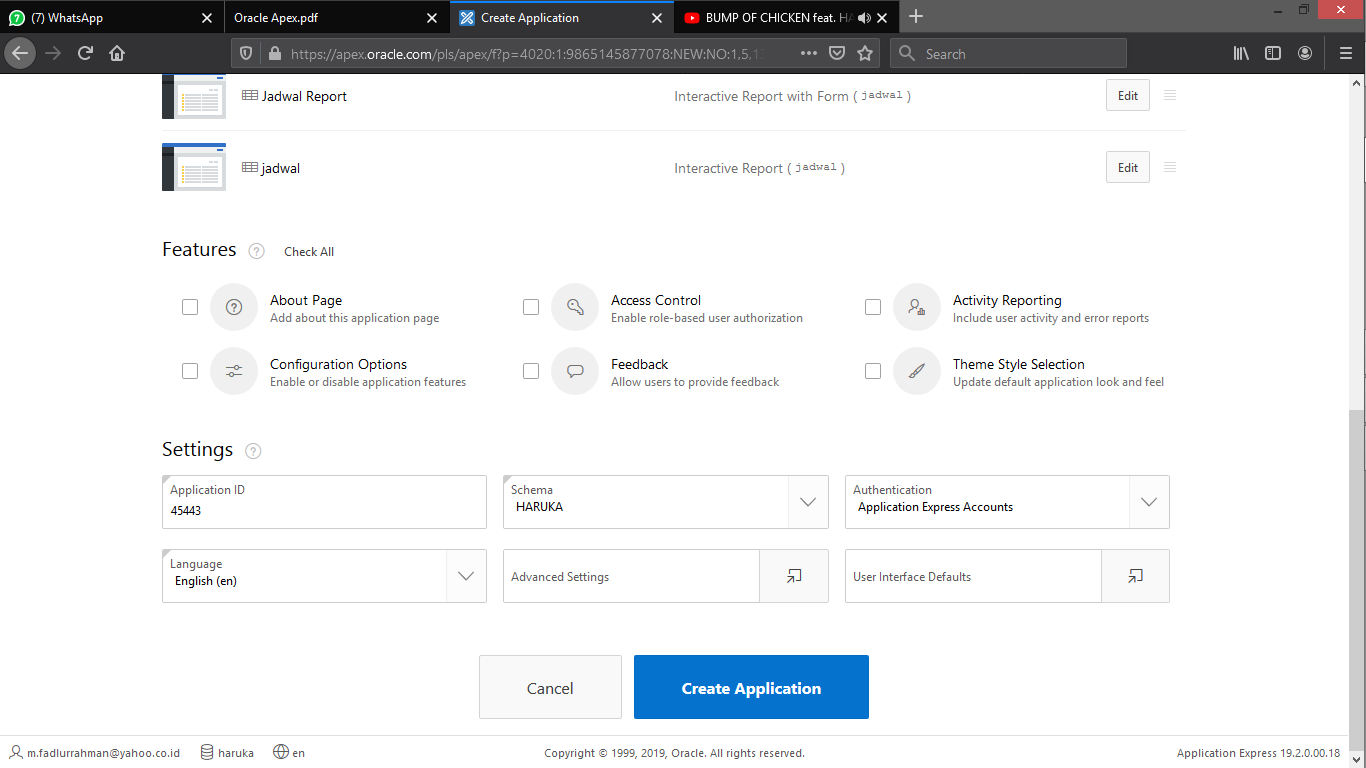 (7) WhatsApp
Oracle Apex.pdf
Create Application
BUMP OF CHICKEN feat. HA
https://apex.oracle.com/pls/apex/f?p=4020:1:9865145877078:NEW:NO:1,5,1
Search
Jadwal Report
Interactive Report with Form ( jadwal )
Edit
jadwal
Interactive Report ( jadwal )
Edit
Features
Check All
About Page
Add about this application page
Access Control
Enable role-based user authorization
Activity Reporting
Include user activity and error reports
Configuration Options
Enable or disable application features
Feedback
Allow users to provide feedback
Theme Style Selection
Update default application look and feel
Settings
Application ID
45443
Schema
HARUKA
Authentication
Application Express Accounts
Language
English (en)
Advanced Settings
User Interface Defaults
Cancel
Create Application
m.fadlurrahman@yahoo.co.id
haruka
en
Copyright © 1999, 2019, Oracle. All rights reserved.
Application Express 19.2.0.00.18